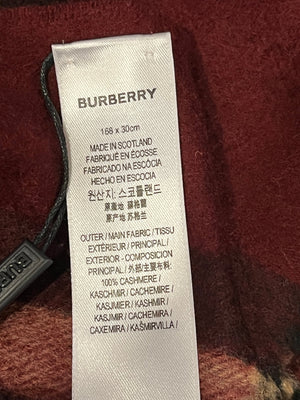 BURBERRY
168 x 30cm
MADE IN SCOTLAND
FABRIQUÉ EN ÉCOSSE
FABRICADO NA ESCÓCIA
HECHO EN ESCOCIA
원산지: 스코틀랜드
原產地 蘇格蘭
原产地 苏格兰
OUTER / MAIN FABRIC / TISSU
EXTÉRIEUR / PRINCIPAL /
EXTERIOR - COMPOSICIÓN
PRINCIPAL / 外部/主要布料:
100% CASHMERE /
KASCHMIR / CACHEMIRE /
KASJMIER / KASHMIR /
KASJMIR / CACHEMIRA /
CAXEMIRA / KAŠMIRVILLA /
BUR